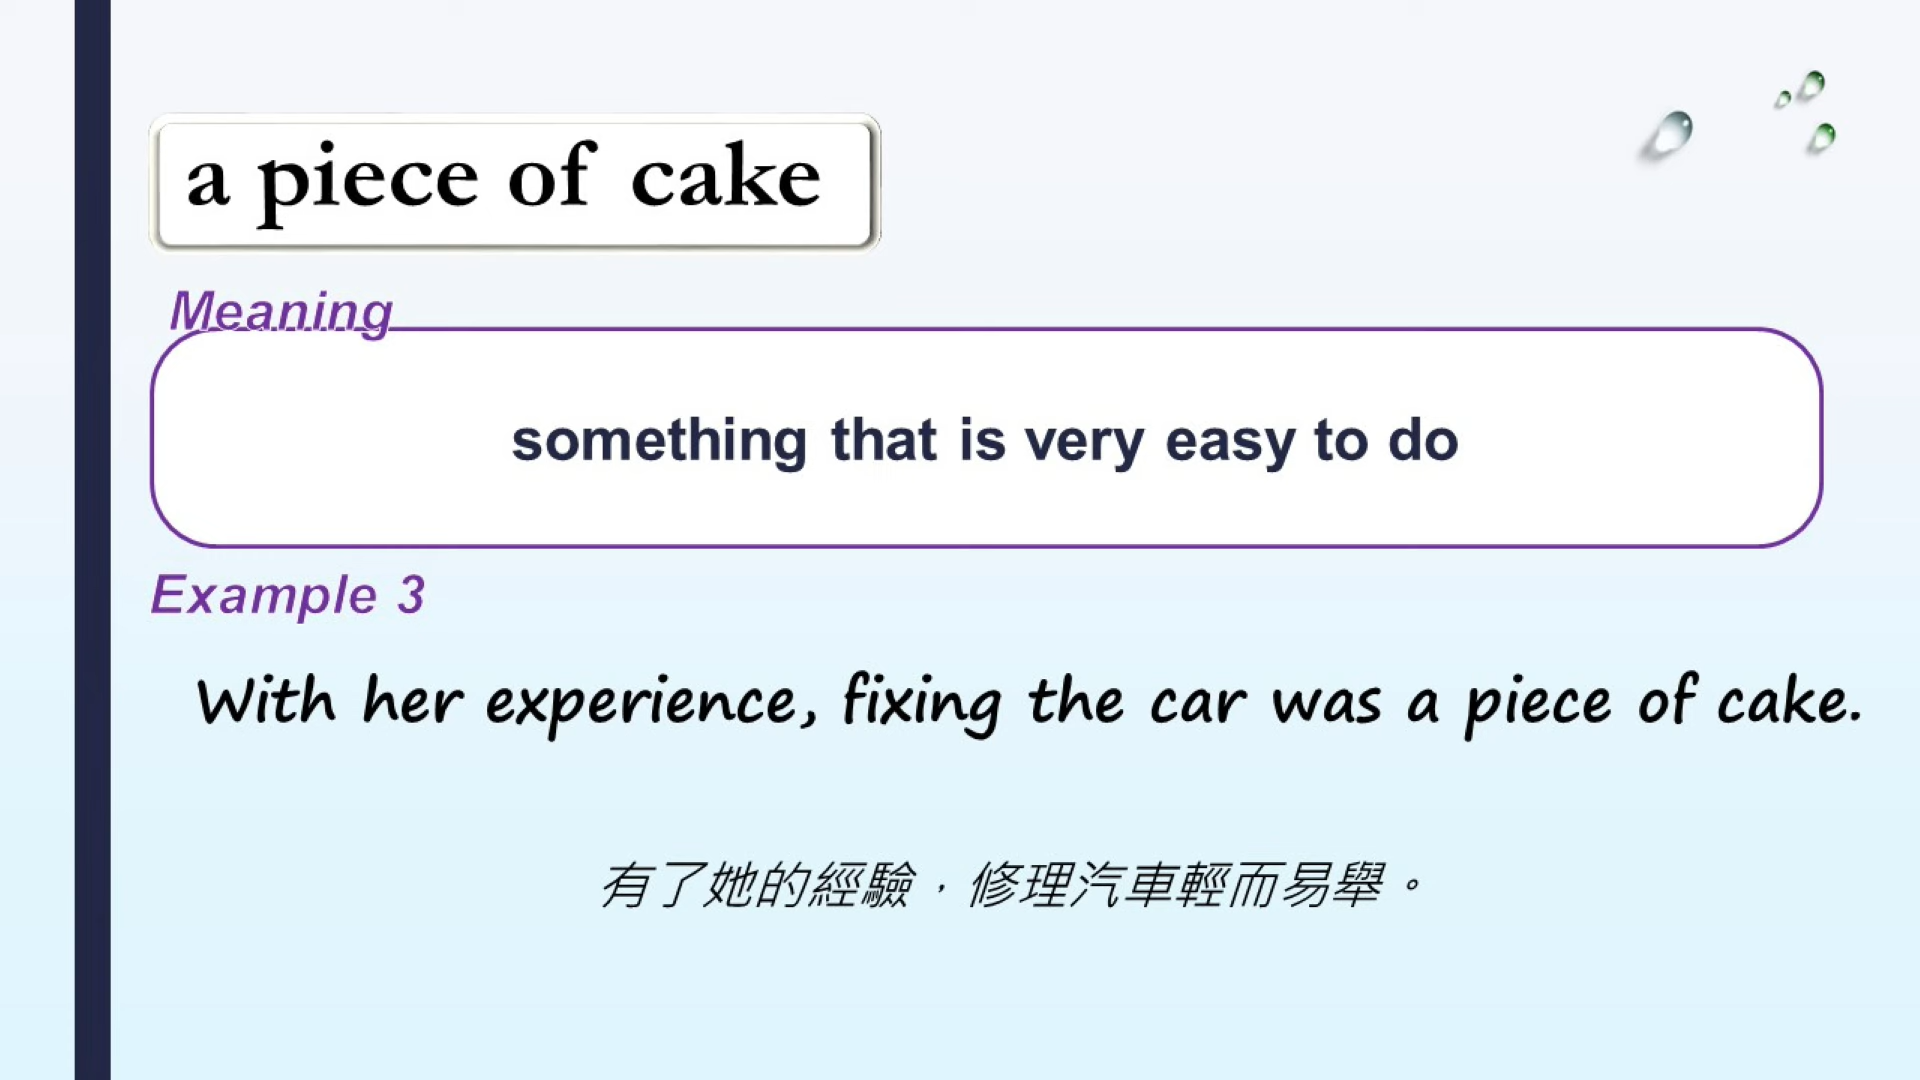 a piece of cake
Meaning
something that is very easy to do
Example 3
With her experience, fixing the car was a piece of cake.
有了她的經驗，修理汽車輕而易舉。